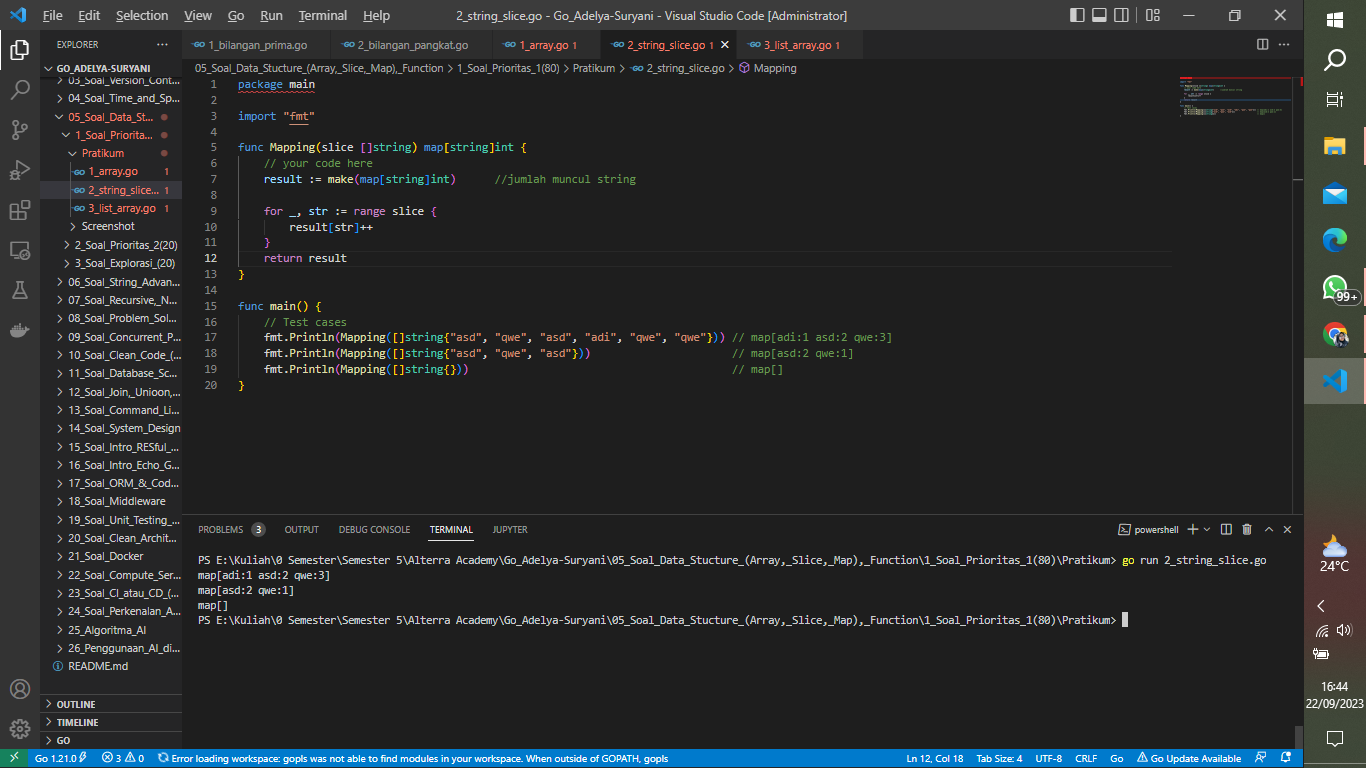 File Edit Selection View Go Run Terminal Help
2_string_slice.go - Go_Adelya-Suryani - Visual Studio Code [Administrator]
EXPLORER
GO_ADELYA-SURYANI
03_Soal_Version_Cont...
04_Soal_Time_and_Sp...
05_Soal_Data_St...
1_Soal_Priorita...
Pratikum
GO 1_array.go 1
GO 2_string_slice... 1
GO 3_list_array.go 1
Screenshot
2_Soal_Prioritas_2(20)
3_Soal_Explorasi_(20)
06_Soal_String_Advan...
07_Soal_Recursive,_N...
08_Soal_Problem_Sol...
09_Soal_Concurrent_P...
10_Soal_Clean_Code_(...
11_Soal_Database_Sc...
12_Soal_Join,_Unioon,...
13_Soal_Command_Li...
14_Soal_System_Design
15_Soal_Intro_RESful_...
16_Soal_Intro_Echo_G...
17_Soal_ORM_&_Cod...
18_Soal_Middleware
19_Soal_Unit_Testing_...
20_Soal_Clean_Archit...
21_Soal_Docker
22_Soal_Compute_Ser...
23_Soal_CI_atau_CD_(...
24_Soal_Perkenalan_A...
25_Algoritma_AI
26_Penggunaan_AI_di...
README.md
OUTLINE
TIMELINE
GO
GO 1_bilangan_prima.go GO 2_bilangan_pangkat.go GO 1_array.go 1 GO 2_string_slice.go 1 GO 3_list_array.go 1
05_Soal_Data_Stucture_(Array,_Slice,_Map),_Function > 1_Soal_Prioritas_1(80) > Pratikum > GO 2_string_slice.go > Mapping
1 package main
2
3 import "fmt"
4
5 func Mapping(slice []string) map[string]int {
6 // your code here
7 result := make(map[string]int) //jumlah muncul string
8
9 for _, str := range slice {
10 result[str]++
11 }
12 return result
13 }
14
15 func main() {
16 // Test cases
17 fmt.Println(Mapping([]string{"asd", "qwe", "asd", "adi", "qwe", "qwe"})) // map[adi:1 asd:2 qwe:3]
18 fmt.Println(Mapping([]string{"asd", "qwe", "asd"})) // map[asd:2 qwe:1]
19 fmt.Println(Mapping([]string{})) // map[]
20 }
PROBLEMS 3 OUTPUT DEBUG CONSOLE TERMINAL JUPYTER
powershell
PS E:\Kuliah\0 Semester\Semester 5\Alterra Academy\Go_Adelya-Suryani\05_Soal_Data_Stucture_(Array,_Slice,_Map),_Function\1_Soal_Prioritas_1(80)\Pratikum> go run 2_string_slice.go
map[adi:1 asd:2 qwe:3]
map[asd:2 qwe:1]
map[]
PS E:\Kuliah\0 Semester\Semester 5\Alterra Academy\Go_Adelya-Suryani\05_Soal_Data_Stucture_(Array,_Slice,_Map),_Function\1_Soal_Prioritas_1(80)\Pratikum>
Go 1.21.0 3 0 Error loading workspace: gopls was not able to find modules in your workspace. When outside of GOPATH, gopls
Ln 12, Col 18 Tab Size: 4 UTF-8 CRLF Go Go Update Available
99+
24°C
16:44
22/09/2023